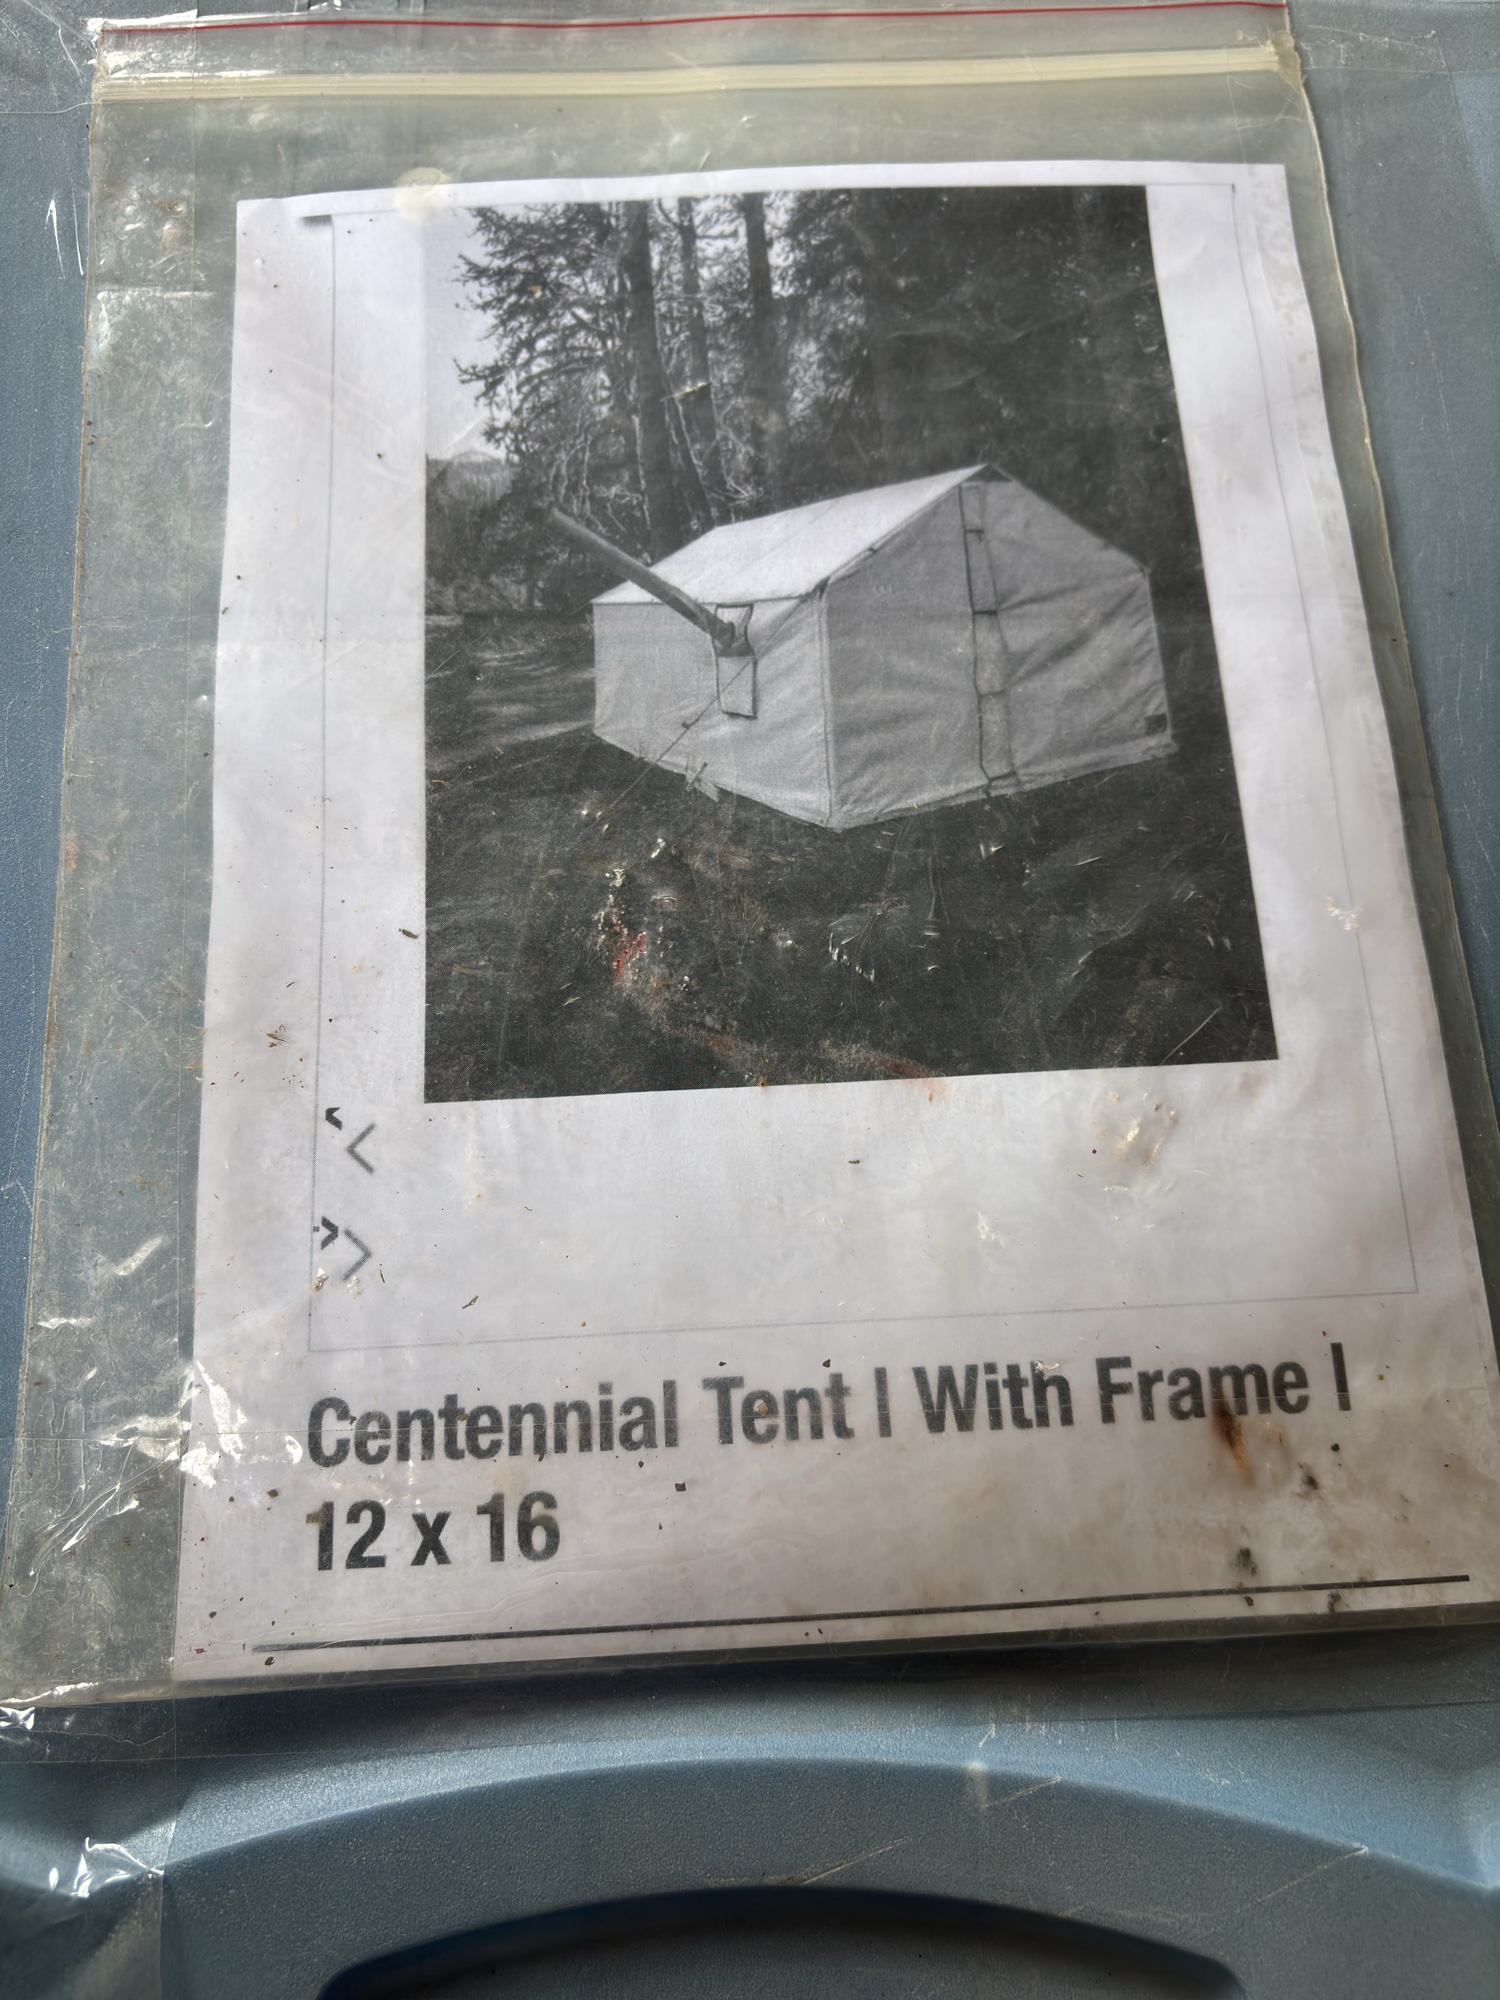 Centennial Tent | With Frame |
12 x 16